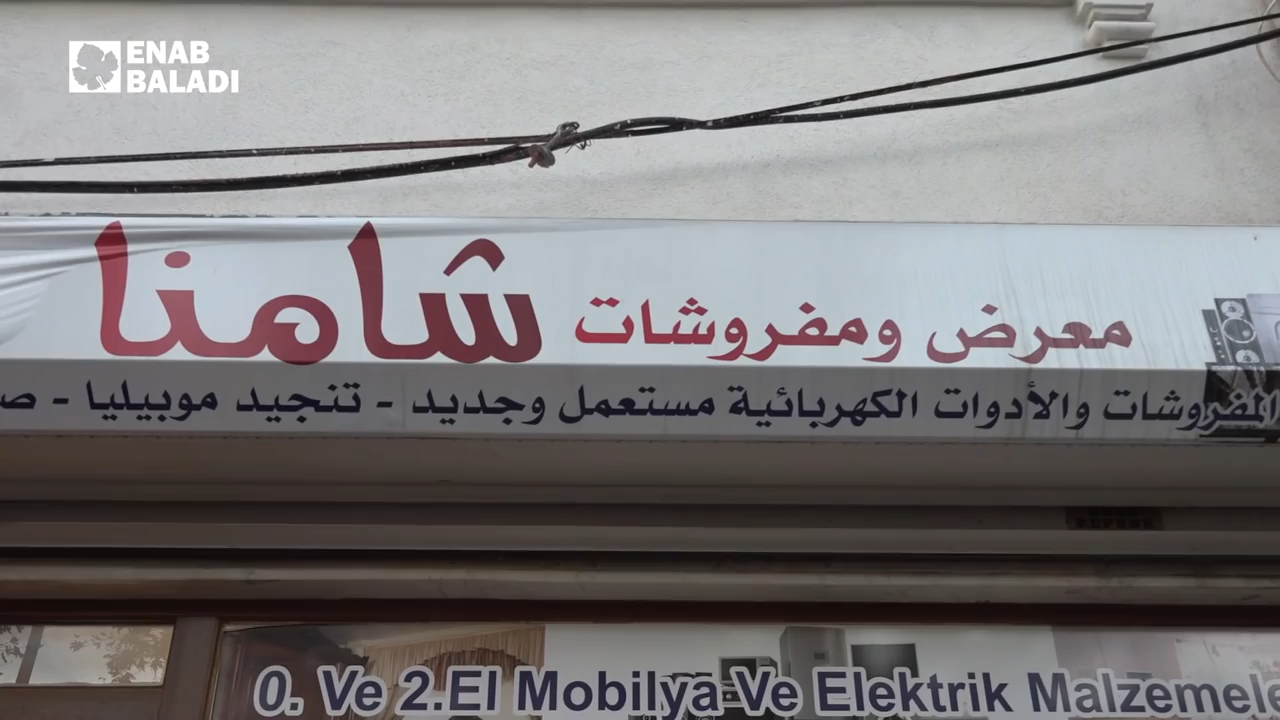 ENAB
BALADI
معرض ومفروشات شامنا
المفروشات والأدوات الكهربائية مستعمل وجديد - تنجيد موبيليا -
0. Ve 2.El Mobilya Ve Elektrik